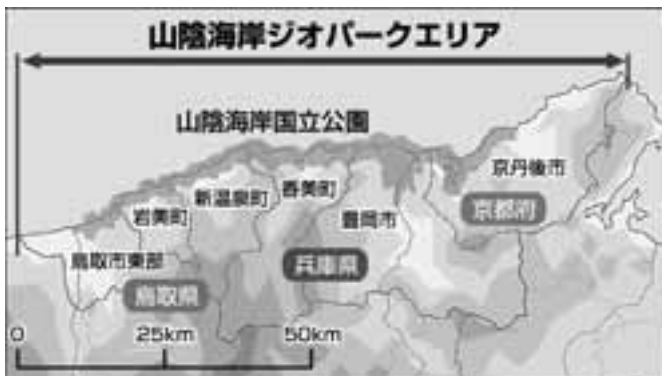 山陰海岸ジオパークエリア
山陰海岸国立公園
京丹後市
京都府
香美町
新温泉町
豊岡市
岩美町
兵庫県
鳥取市東部
鳥取県
0 25km 50km